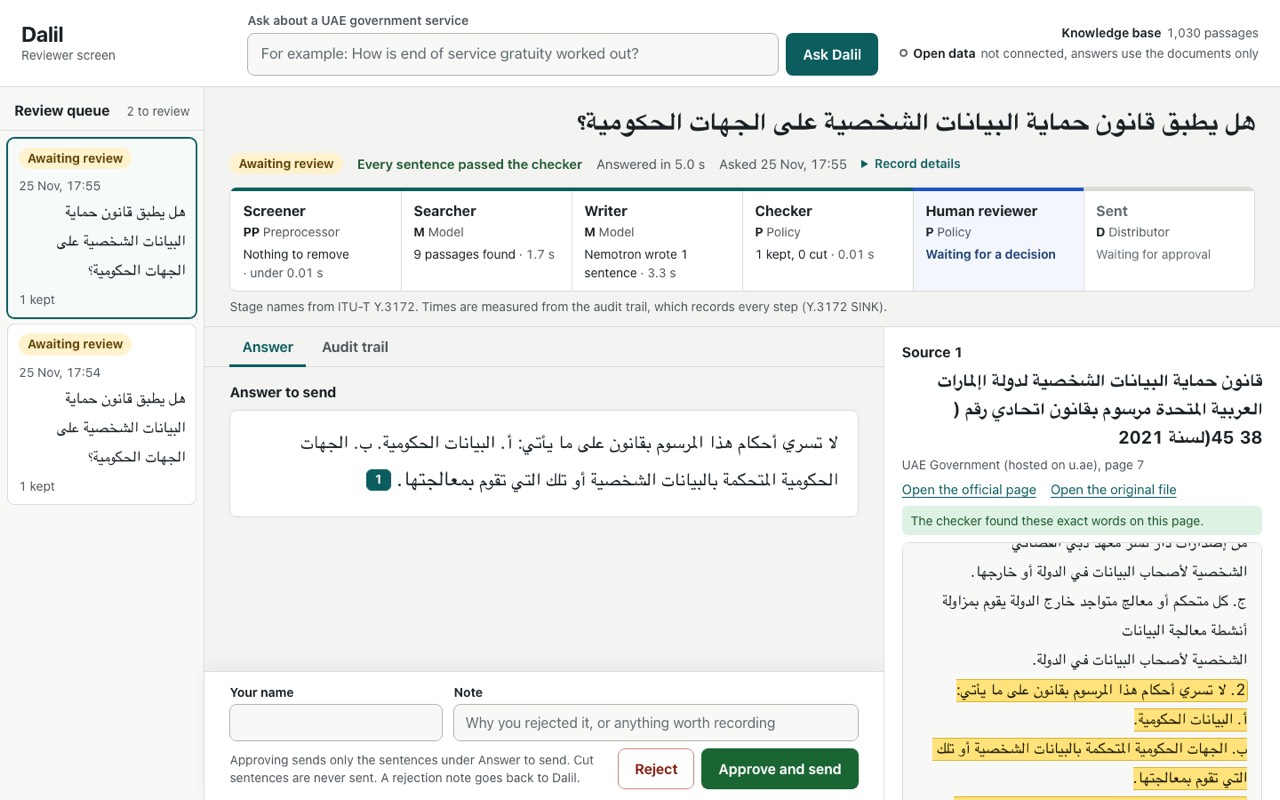 Dalil
Reviewer screen
Ask about a UAE government service
For example: How is end of service gratuity worked out?
Ask Dalil
Knowledge base 1,030 passages
Open data not connected, answers use the documents only
Review queue 2 to review
Awaiting review
25 Nov, 17:55
هل يطبق قانون حماية
البيانات الشخصية على
الجهات الحكومية؟
1 kept
Awaiting review
25 Nov, 17:54
هل يطبق قانون حماية
البيانات الشخصية على
الجهات الحكومية؟
1 kept
هل يطبق قانون حماية البيانات الشخصية على الجهات الحكومية؟
Awaiting review Every sentence passed the checker Answered in 5.0 s Asked 25 Nov, 17:55 Record details
Screener
PP Preprocessor
Nothing to remove
· under 0.01 s
Searcher
M Model
9 passages found · 1.7 s
Writer
M Model
Nemotron wrote 1
sentence · 3.3 s
Checker
P Policy
1 kept, 0 cut · 0.01 s
Human reviewer
P Policy
Waiting for a decision
Sent
D Distributor
Waiting for approval
Stage names from ITU-T Y.3172. Times are measured from the audit trail, which records every step (Y.3172 SINK).
Answer Audit trail
Answer to send
لا تسري أحكام هذا المرسوم بقانون على ما يأتي: أ. البيانات الحكومية. ب. الجهات
الحكومية المتحكمة بالبيانات الشخصية أو تلك التي تقوم بمعالجتها. 1
Your name
Note
Why you rejected it, or anything worth recording
Approving sends only the sentences under Answer to send. Cut
sentences are never sent. A rejection note goes back to Dalil.
Reject
Approve and send
Source 1
قانون حماية البيانات الشخصية لدولة اإلمارات
العربية المتحدة مرسوم بقانون اتحادي رقم (
38 45(لسنة 2021
UAE Government (hosted on u.ae), page 7
Open the official page Open the original file
The checker found these exact words on this page.
من إصدارات دار نشر معهد دبي القضائي
الشخصية لأصحاب البيانات في الدولة أو خارجها.
ج. كل متحكم أو معالج متواجد خارج الدولة يقوم بمزاولة
أنشطة معالجة البيانات
الشخصية لأصحاب البيانات في الدولة.
2. لا تسري أحكام هذا المرسوم بقانون على ما يأتي:
أ. البيانات الحكومية.
ب. الجهات الحكومية المتحكمة بالبيانات الشخصية أو تلك
التي تقوم بمعالجتها.